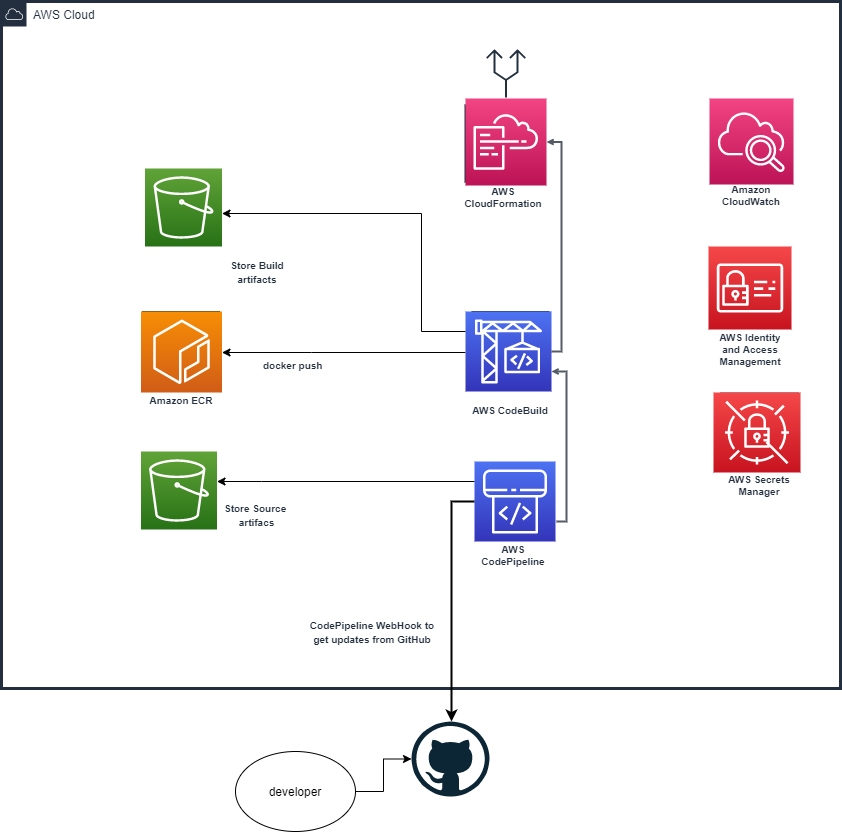 AWS Cloud
AWS
CloudFormation
Amazon
CloudWatch
Store Build
artifacts
AWS Identity
and Access
Management
docker push
</>
Amazon ECR
AWS CodeBuild
AWS Secrets
Manager
Store Source
artifacs
</>
AWS
CodePipeline
CodePipeline WebHook to
get updates from GitHub
developer